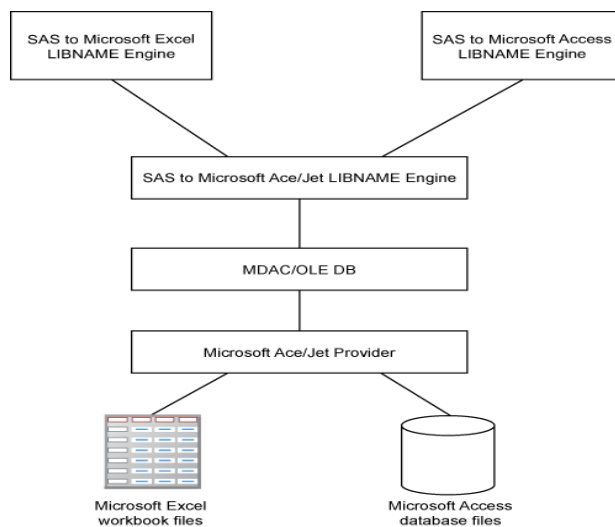 SAS to Microsoft Excel
LIBNAME Engine
SAS to Microsoft Access
LIBNAME Engine
SAS to Microsoft Ace/Jet LIBNAME Engine
MDAC/OLE DB
Microsoft Ace/Jet Provider
Microsoft Excel
workbook files
Microsoft Access
database files